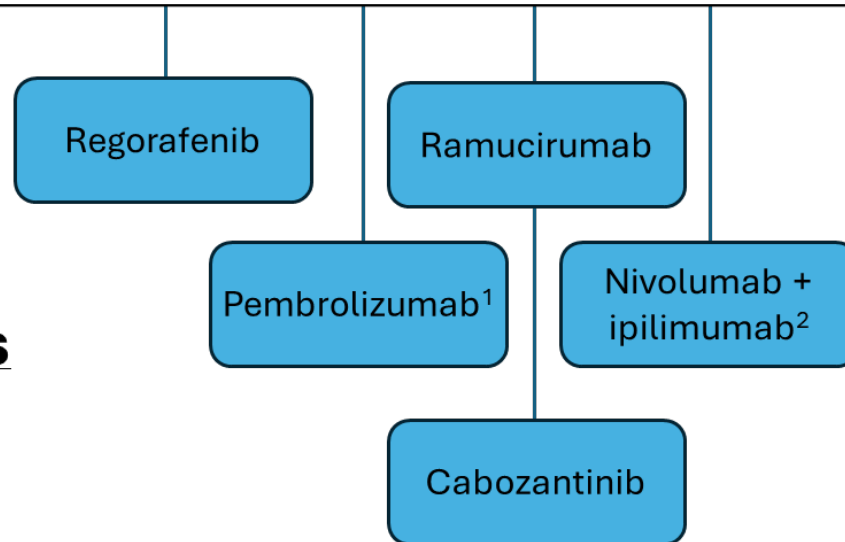 Regorafenib
Ramucirumab
Pembrolizumab¹
Nivolumab +
ipilimumab²
s
Cabozantinib